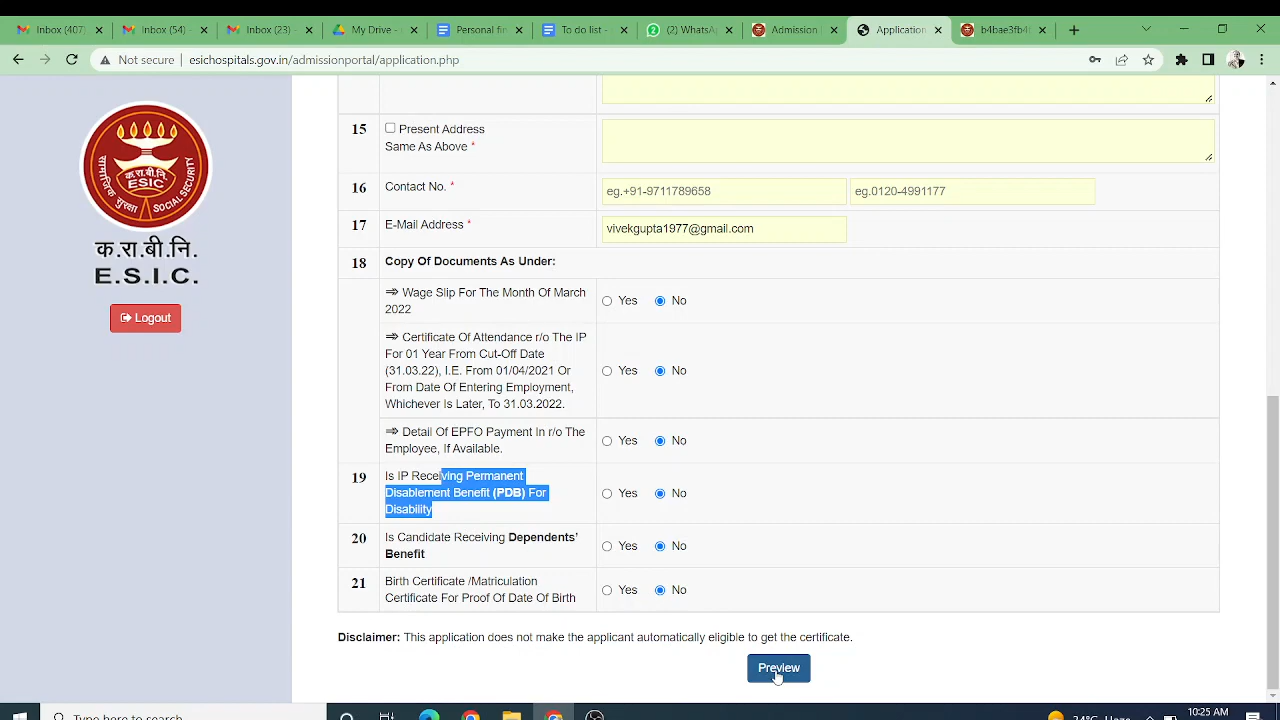 Inbox (407)
Inbox (54) -
Inbox (23) -
My Drive -
Personal fin
To do list -
(2) WhatsA
Admission
Application
b4bae3fb4
Not secure
esichospitals.gov.in/admissionportal/application.php
सामाजिक सुरक्षा
SOCIAL SECURITY
क.रा.बी.नि.
ESIC
क.रा.बी.नि.
E.S.I.C.
Logout
15
Present Address
Same As Above *
16
Contact No. *
eg.+91-9711789658
eg.0120-4991177
17
E-Mail Address *
vivekgupta1977@gmail.com
18
Copy Of Documents As Under:
⇒ Wage Slip For The Month Of March
2022
Yes No
⇒ Certificate Of Attendance r/o The IP
For 01 Year From Cut-Off Date
(31.03.22), I.E. From 01/04/2021 Or
From Date Of Entering Employment,
Whichever Is Later, To 31.03.2022.
Yes No
⇒ Detail Of EPFO Payment In r/o The
Employee, If Available.
Yes No
19
Is IP Receiving Permanent
Disablement Benefit (PDB) For
Disability
Yes No
20
Is Candidate Receiving Dependents'
Benefit
Yes No
21
Birth Certificate /Matriculation
Certificate For Proof Of Date Of Birth
Yes No
Disclaimer: This application does not make the applicant automatically eligible to get the certificate.
Preview
Type here to search
24°C Haze
10:25 AM